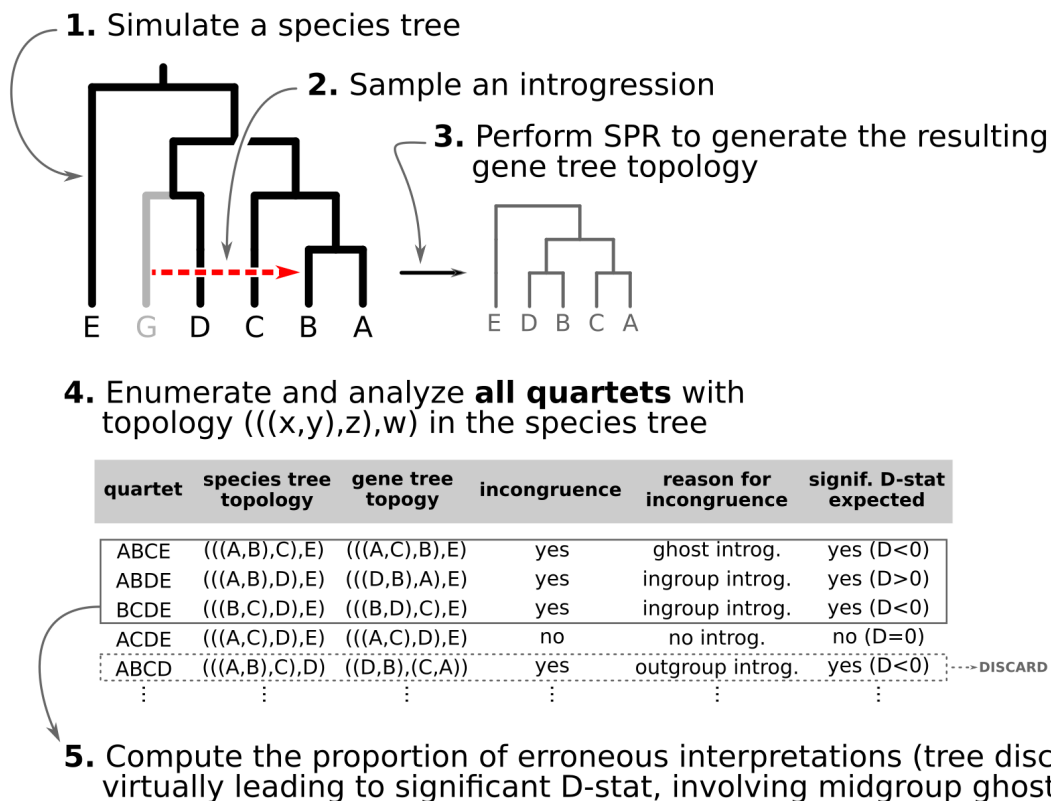 1. Simulate a species tree
2. Sample an introgression
3. Perform SPR to generate the resulting
gene tree topology
E G D C B A
E D B C A
4. Enumerate and analyze all quartets with
topology (((x,y),z),w) in the species tree
quartet species tree topology gene tree topogy incongruence reason for incongruence signif. D-stat expected
ABCE (((A,B),C),E) (((A,C),B),E) yes ghost introg. yes (D<0)
ABDE (((A,B),D),E) (((D,B),A),E) yes ingroup introg. yes (D>0)
BCDE (((B,C),D),E) (((B,D),C),E) yes ingroup introg. yes (D<0)
ACDE (((A,C),D),E) (((A,C),D),E) no no introg. no (D=0)
ABCD (((A,B),C),D) ((D,B),(C,A)) yes outgroup introg. yes (D<0) DISCARD
5. Compute the proportion of erroneous interpretations (tree disc
virtually leading to significant D-stat, involving midgroup ghost